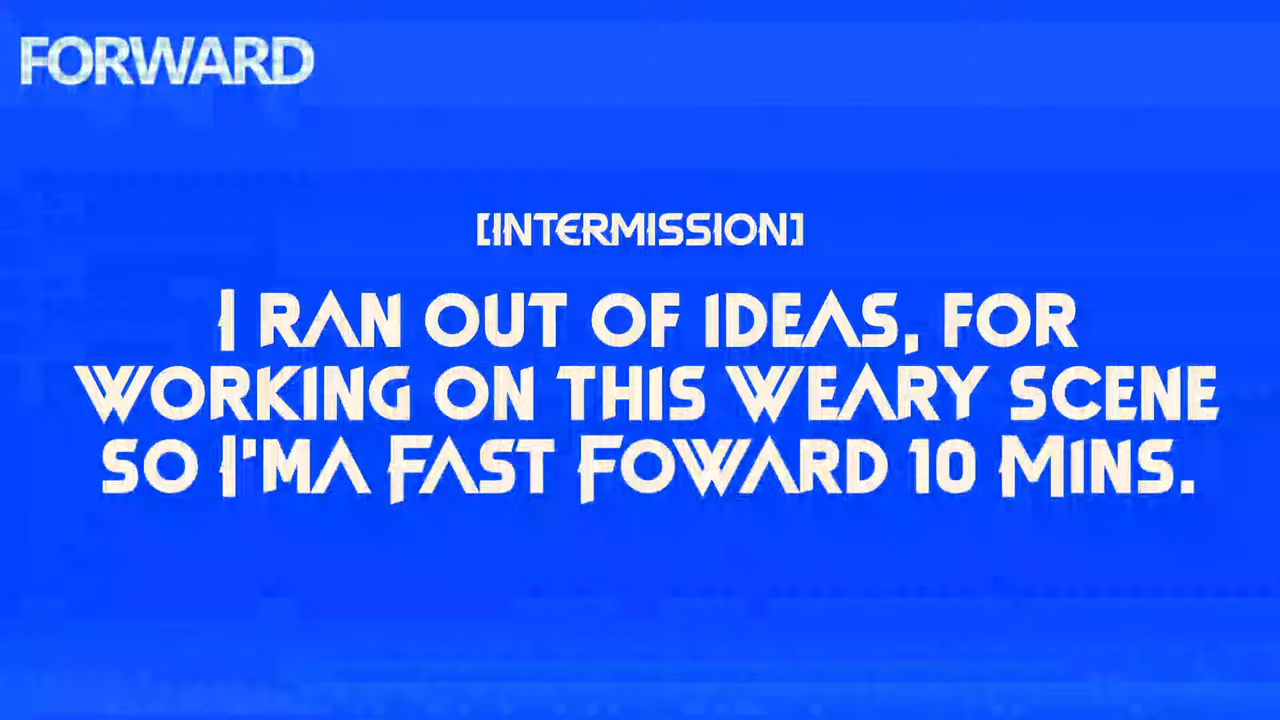 FORWARD
[INTERMISSION]
I RAN OUT OF IDEAS, FOR
WORKING ON THIS WEARY SCENE
SO I'MA FAST FOWARD 10 MINS.